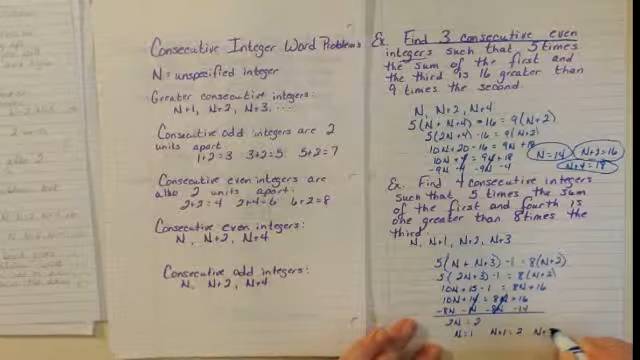 Consecutive Integer Word Problems
N = unspecified integer
Greater consecutive integers:
N+1, N+2, N+3. ....
Consecutive odd integers are 2
units apart
1+2=3 3+2=5 5+2=7
Consecutive even integers are
also 2 units apart:
2+2=4 2+4=6 6+2=8
Consecutive even integers:
N, N+2, N+4
Consecutive odd integers:
N, N+2, N+4
Ex. Find 3 consecutive even
integers such that 5 times
the sum of the first and
the third is 16 greater than
9 times the second.
N, N+2, N+4
5(N + N+4) - 16 = 9(N+2)
5(2N+4) - 16 = 9(N+2)
10N + 20 - 16 = 9N + 18
10N + 4 = 9N + 18
-9N - 4 -9N - 4
N=14 N+2=16
N+4=18
Ex. Find 4 consecutive integers
such that 5 times the sum
of the first and fourth is
one greater than 8 times the
third.
N, N+1, N+2, N+3
5(N + N+3) - 1 = 8(N+2)
5(2N+3) - 1 = 8(N+2)
10N + 15 - 1 = 8N + 16
10N + 14 = 8N + 16
-8N - 14 -8N - 14
2N = 2
N=1 N+1=2 N+